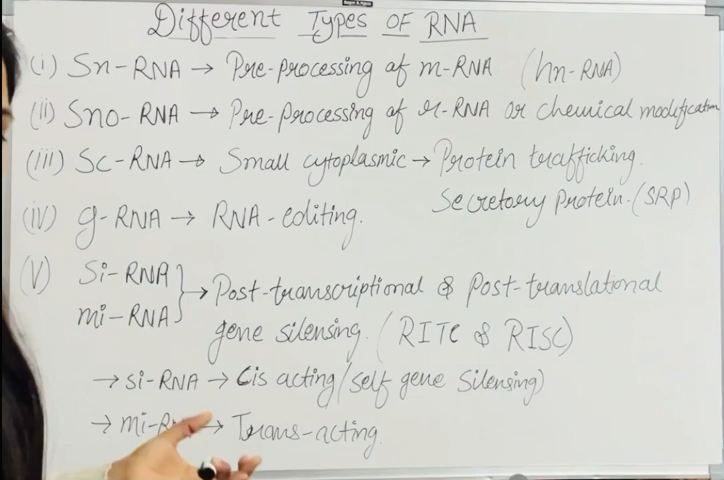 Different Types Of RNA
(i) Sn-RNA → Pre-processing of m-RNA (hn-RNA)
(ii) Sno-RNA → Pre-processing of r-RNA or chemical modification
(iii) Sc-RNA → Small cytoplasmic → Protein trafficking.
Secretory Protein. (SRP)
(iv) g-RNA → RNA-editing.
(V) Si-RNA
mi-RNA } → Post-transcriptional & Post-translational
gene silensing. (RITC & RISC)
→ si-RNA → Cis acting (self gene Silensing)
→ mi-R → Trans-acting.